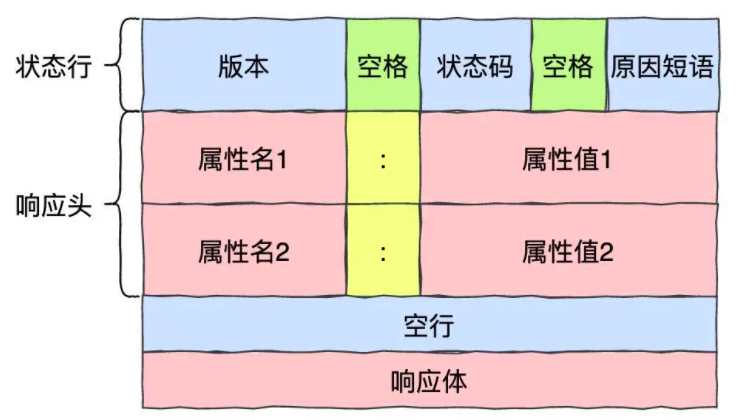 状态行 版本 空格 状态码 空格 原因短语
属性名1 : 属性值1
响应头
属性名2 : 属性值2
空行
响应体